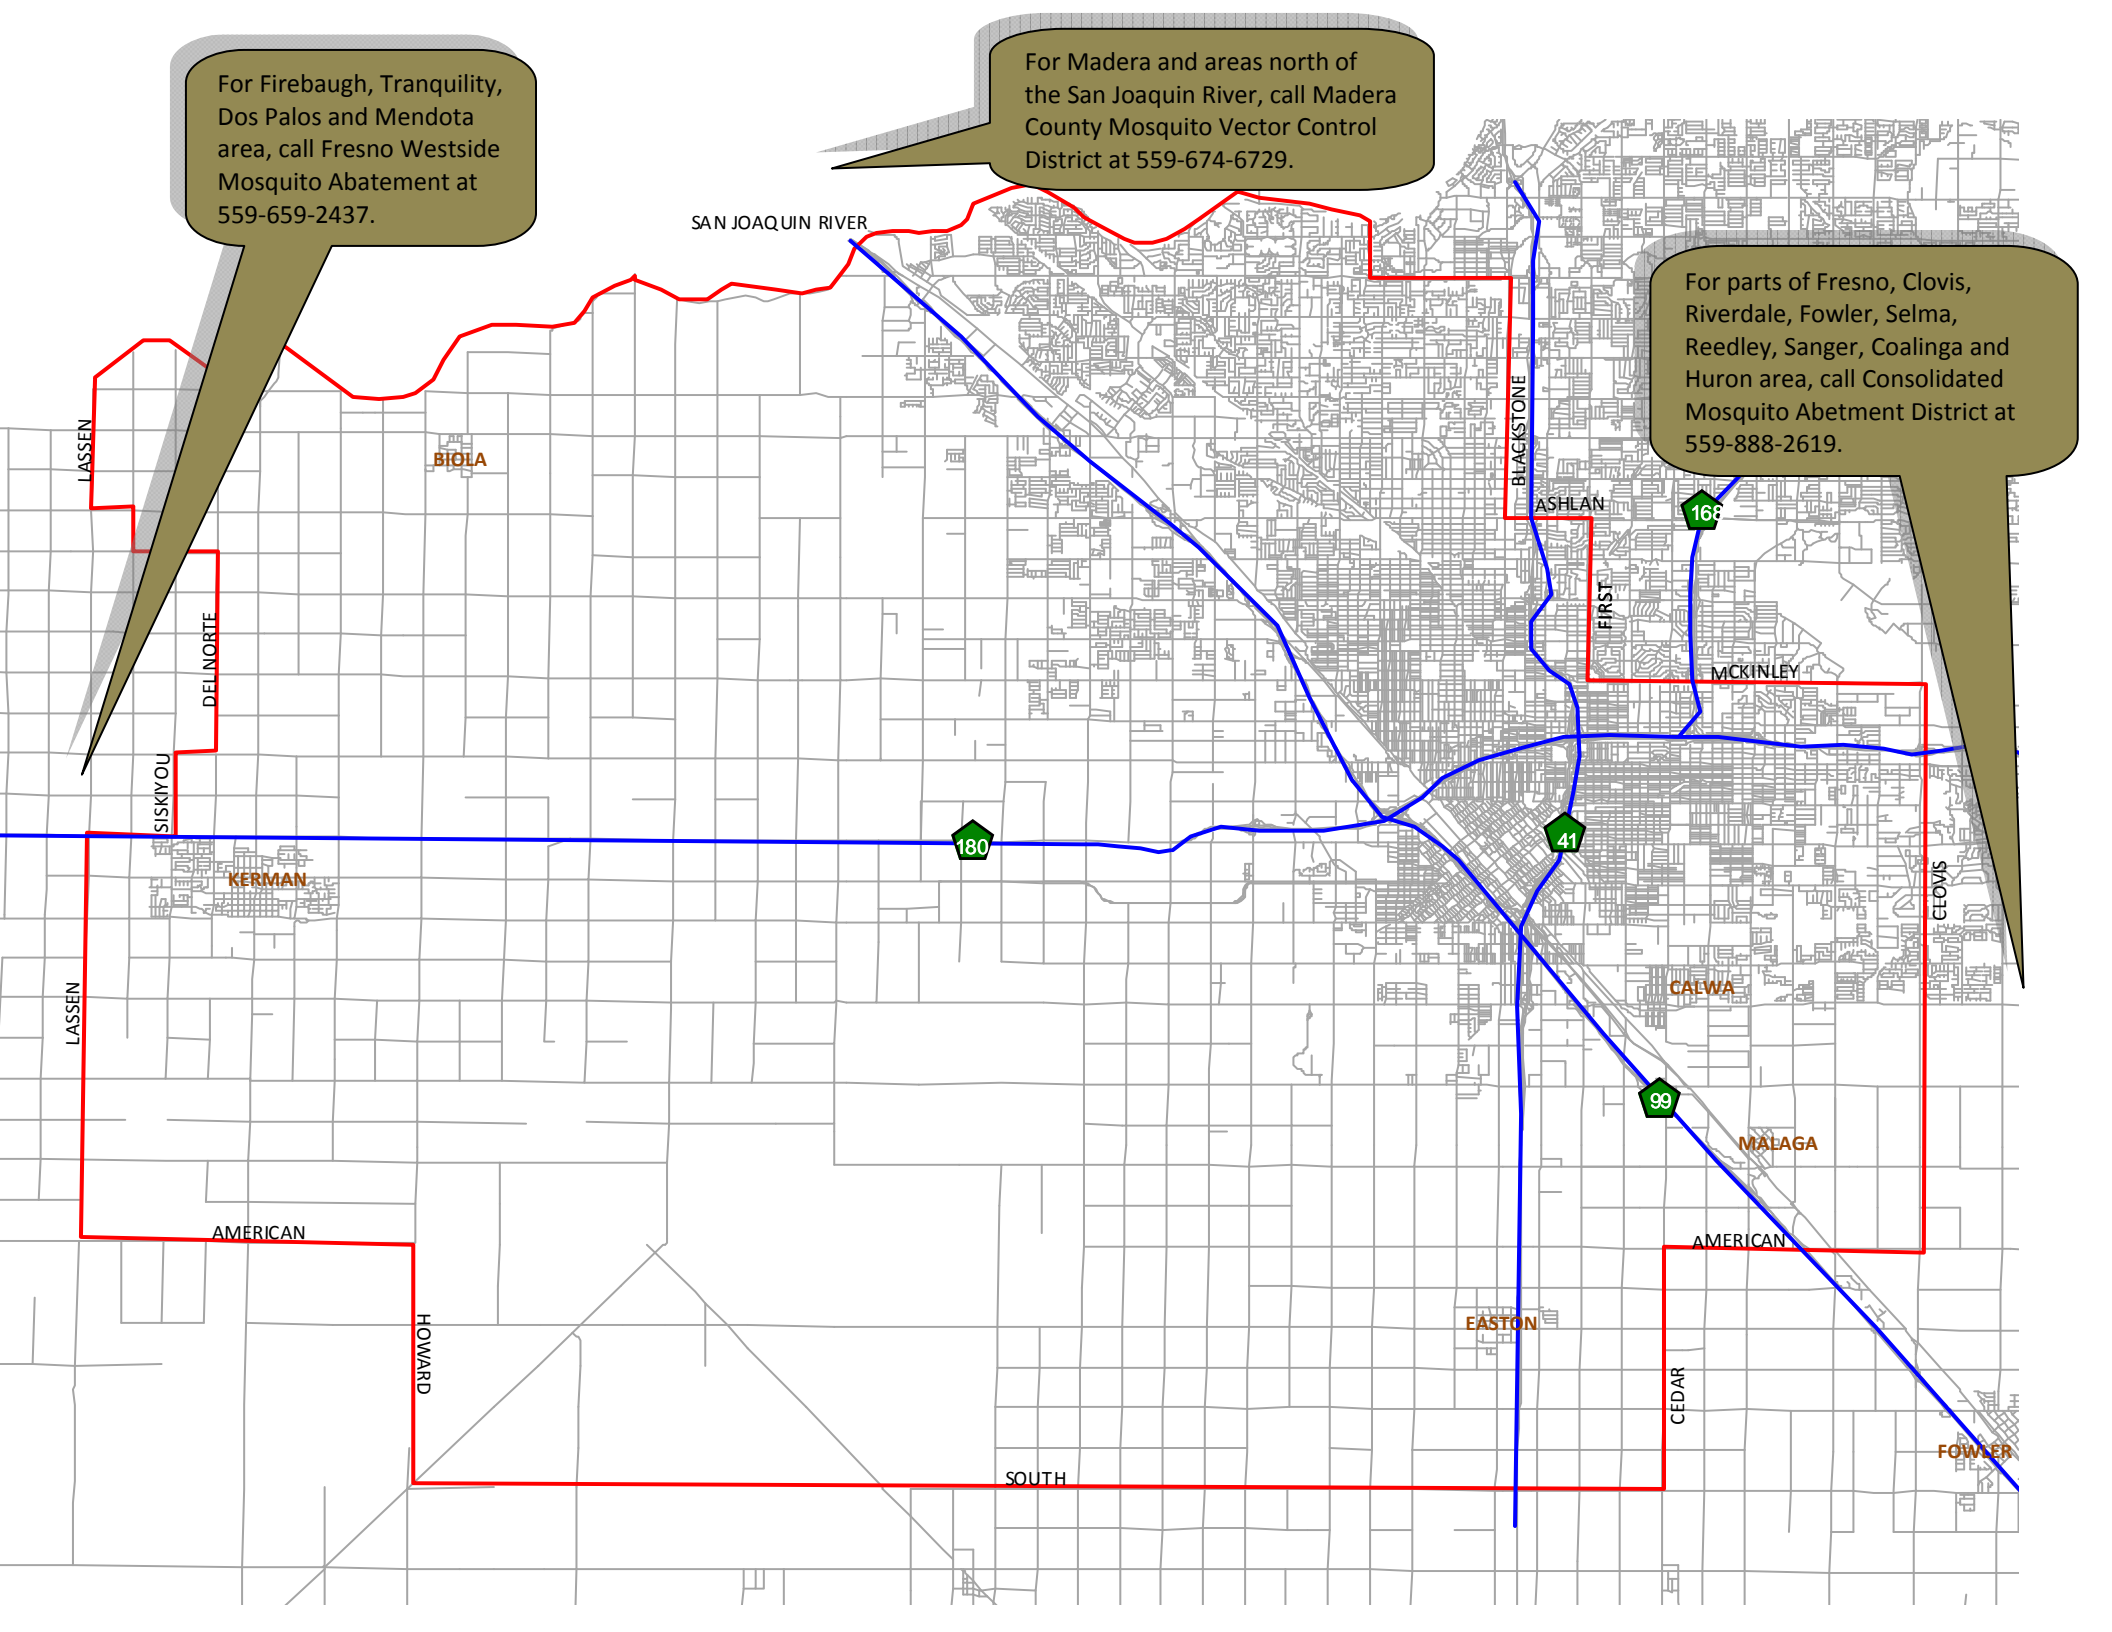 For Firebaugh, Tranquility,
Dos Palos and Mendota
area, call Fresno Westside
Mosquito Abatement at
559-659-2437.
For Madera and areas north of
the San Joaquin River, call Madera
County Mosquito Vector Control
District at 559-674-6729.
For parts of Fresno, Clovis,
Riverdale, Fowler, Selma,
Reedley, Sanger, Coalinga and
Huron area, call Consolidated
Mosquito Abetment District at
559-888-2619.
SAN JOAQUIN RIVER
LASSEN
BIOLA
BLACKSTONE
ASHLAN
168
FIRST
DEL NORTE
MCKINLEY
SISKIYOU
180
41
KERMAN
CLOVIS
LASSEN
CALWA
99
MALAGA
AMERICAN
AMERICAN
EASTON
HOWARD
CEDAR
FOWLER
SOUTH